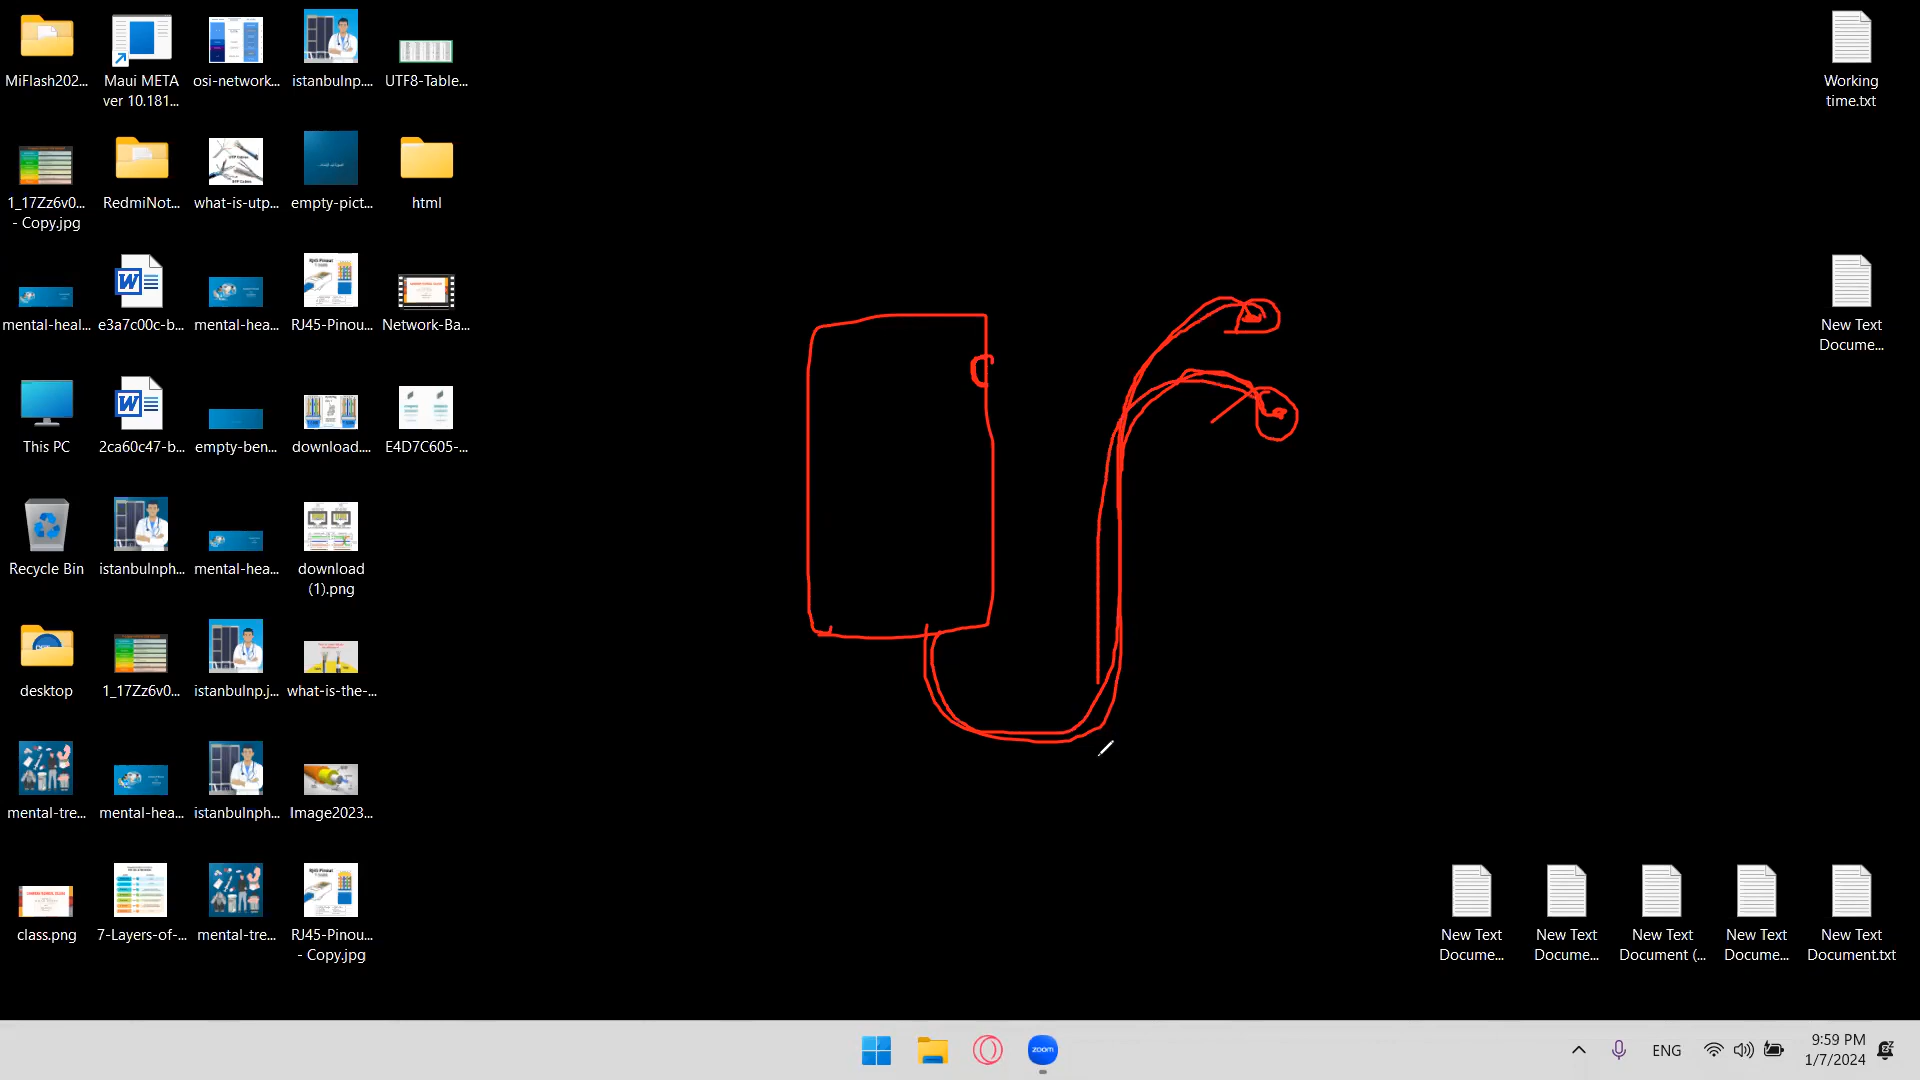 MiFlash202...
Maui META
ver 10.181...
osi-network...
istanbulnp....
UTF8-Table...
Working
time.txt
1_17Zz6v0...
- Copy.jpg
RedmiNot...
what-is-utp...
empty-pict...
html
mental-heal...
e3a7c00c-b...
mental-hea...
RJ45-Pinou...
Network-Ba...
New Text
Docume...
This PC
2ca60c47-b...
empty-ben...
download....
E4D7C605-...
Recycle Bin
istanbulnph...
mental-hea...
download
(1).png
desktop
1_17Zz6v0...
istanbulnp.j...
what-is-the-...
mental-tre...
mental-hea...
istanbulnph...
Image2023...
class.png
7-Layers-of-...
mental-tre...
RJ45-Pinou...
- Copy.jpg
New Text
Docume...
New Text
Docume...
New Text
Document (...
New Text
Docume...
New Text
Document.txt
zoom
ENG
9:59 PM
1/7/2024